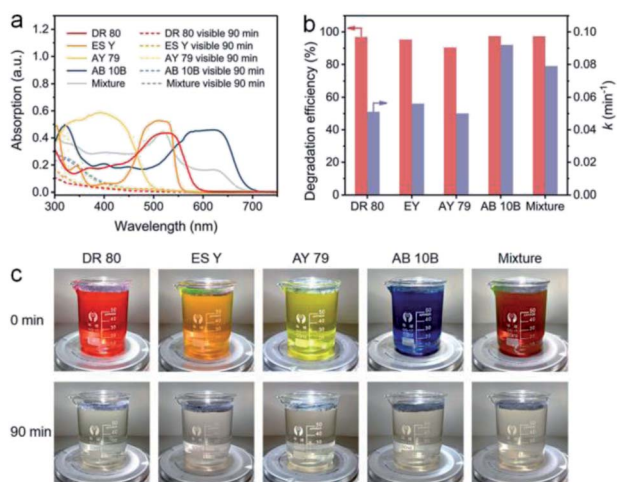 a
DR 80
ES Y
AY 79
AB 10B
Mixture
DR 80 visible 90 min
ES Y visible 90 min
AY 79 visible 90 min
AB 10B visible 90 min
Mixture visible 90 min
Absorption (a.u.)
1.2
1.0
0.8
0.6
0.4
0.2
0.0
300
400
500
600
700
Wavelength (nm)
b
Degradation efficiency (%)
100
80
60
40
20
0
0.10
0.08
0.06
0.04
0.02
0.00
k (min⁻¹)
DR 80
EY
AY 79
AB 10B
Mixture
c
DR 80
ES Y
AY 79
AB 10B
Mixture
0 min
90 min